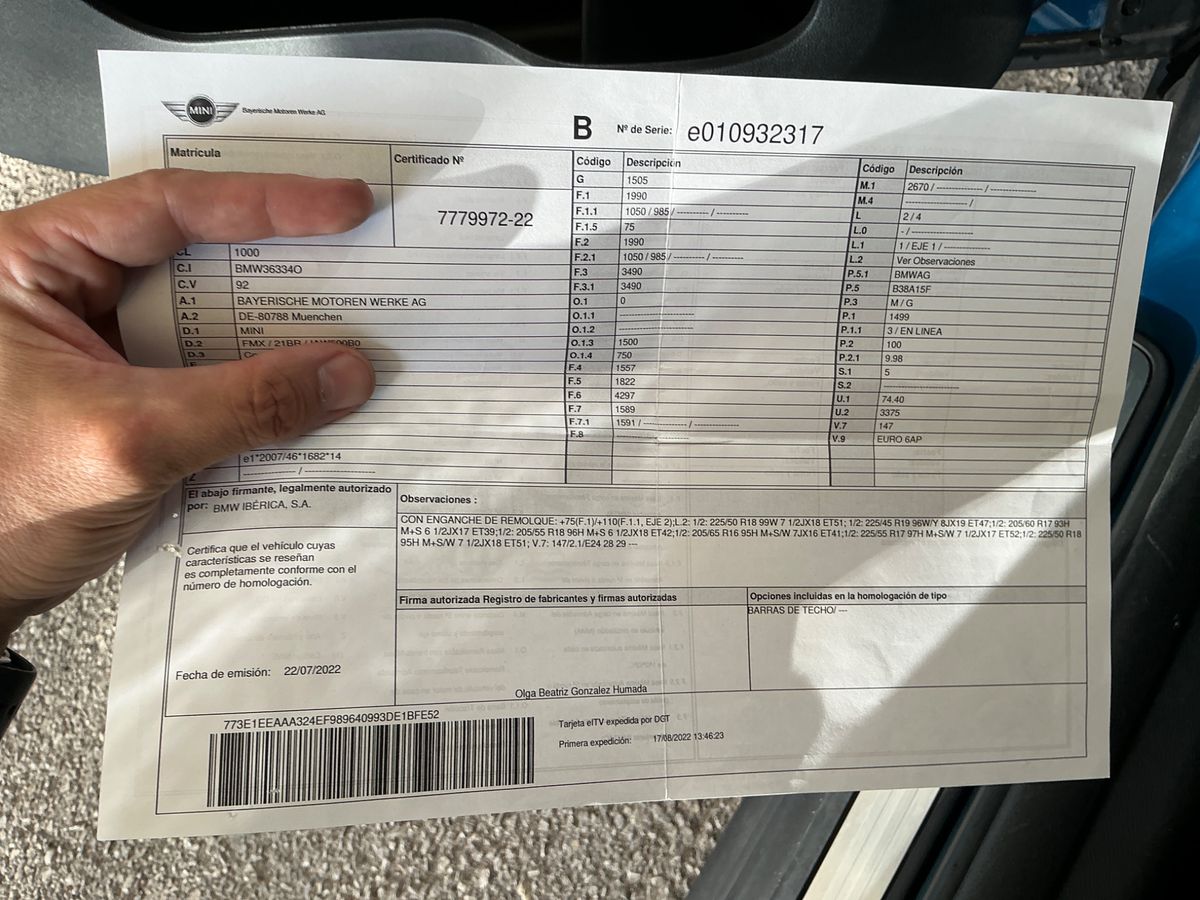 MINI Bayerische Motoren Werke AG
B Nº de Serie: e010932317
Matrícula
Certificado Nº
7779972-22
CL 1000
C.I BMW36334O
C.V 92
A.1 BAYERISCHE MOTOREN WERKE AG
A.2 DE-80788 Muenchen
D.1 MINI
D.2 FMX / 21BR /
D.3
e1*2007/46*1682*14
--------------- / --------------------
Código Descripción
G 1505
F.1 1990
F.1.1 1050 / 985 / ---------- / ----------
F.1.5 75
F.2 1990
F.2.1 1050 / 985 / ---------- / ----------
F.3 3490
F.3.1 3490
O.1 0
O.1.1 ------------------------
O.1.2 ------------------------
O.1.3 1500
O.1.4 750
F.4 1557
F.5 1822
F.6 4297
F.7 1589
F.7.1 1591 / -------------- / --------------
F.8 ------------------------
Código Descripción
M.1 2670 / --------------- / ---------------
M.4 -------------------- /
L 2 / 4
L.0 - / ---------------------
L.1 1 / EJE 1 / ---------------
L.2 Ver Observaciones
P.5.1 BMWAG
P.5 B38A15F
P.3 M / G
P.1 1499
P.1.1 3 / EN LINEA
P.2 100
P.2.1 9.98
S.1 5
S.2 ------------------------
U.1 74.40
U.2 3375
V.7 147
V.9 EURO 6AP
El abajo firmante, legalmente autorizado
por: BMW IBÉRICA, S.A.
Certifica que el vehículo cuyas
características se reseñan
es completamente conforme con el
número de homologación.
Fecha de emisión: 22/07/2022
Observaciones :
CON ENGANCHE DE REMOLQUE: +75(F.1)/+110(F.1.1, EJE 2);L.2: 1/2: 225/50 R18 99W 7 1/2JX18 ET51; 1/2: 225/45 R19 96W/Y 8JX19 ET47;1/2: 205/60 R17 93H
M+S 6 1/2JX17 ET39;1/2: 205/55 R18 96H M+S 6 1/2JX18 ET42;1/2: 205/65 R16 95H M+S/W 7JX16 ET41;1/2: 225/55 R17 97H M+S/W 7 1/2JX17 ET52;1/2: 225/50 R18
95H M+S/W 7 1/2JX18 ET51; V.7: 147/2.1/E24 28 29 ---
Firma autorizada Registro de fabricantes y firmas autorizadas
Olga Beatriz Gonzalez Humada
Opciones incluidas en la homologación de tipo
BARRAS DE TECHO/ ---
773E1EEAAA324EF989640993DE1BFE52
Tarjeta eITV expedida por DGT
Primera expedición: 17/08/2022 13:46:23